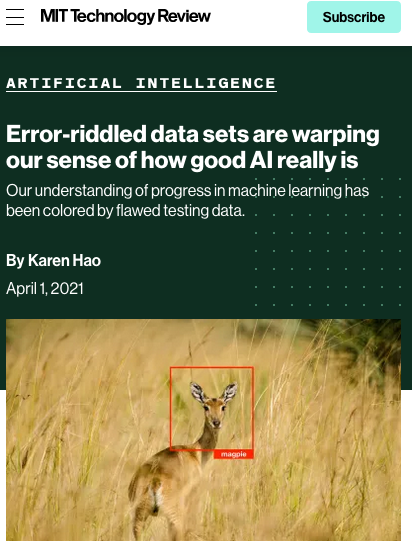 MIT Technology Review
Subscribe
ARTIFICIAL INTELLIGENCE
Error-riddled data sets are warping
our sense of how good AI really is
Our understanding of progress in machine learning has
been colored by flawed testing data.
By Karen Hao
April 1, 2021
magpie